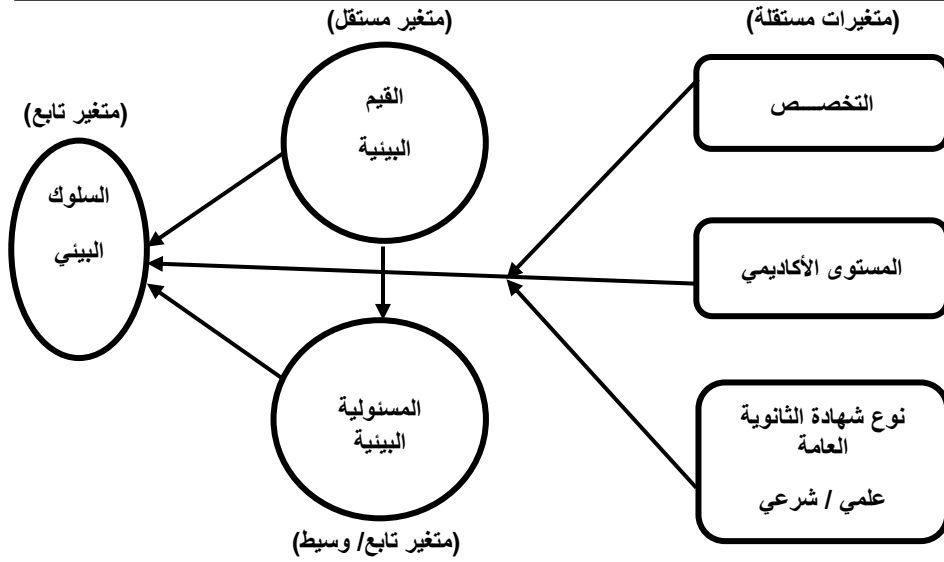 (متغيرات مستقلة)
التخصـــص
المستوى الأكاديمي
نوع شهادة الثانوية
العامة
علمي / شرعي
(متغير مستقل)
القيم
البيئية
المسئولية
البيئية
(متغير تابع/ وسيط)
(متغير تابع)
السلوك
البيئي